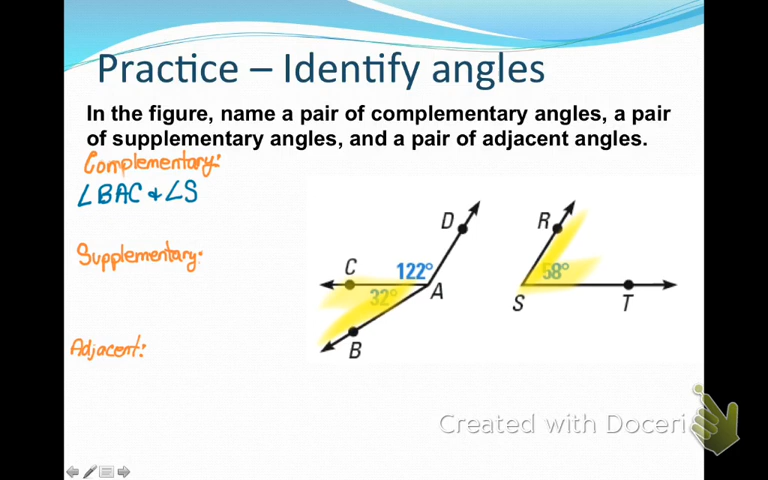 Practice – Identify angles
In the figure, name a pair of complementary angles, a pair
of supplementary angles, and a pair of adjacent angles.
Complementary:
∠BAC + ∠S
Supplementary:
Adjacent:
D
C
122°
A
32°
B
R
58°
S
T
Created with Doceri